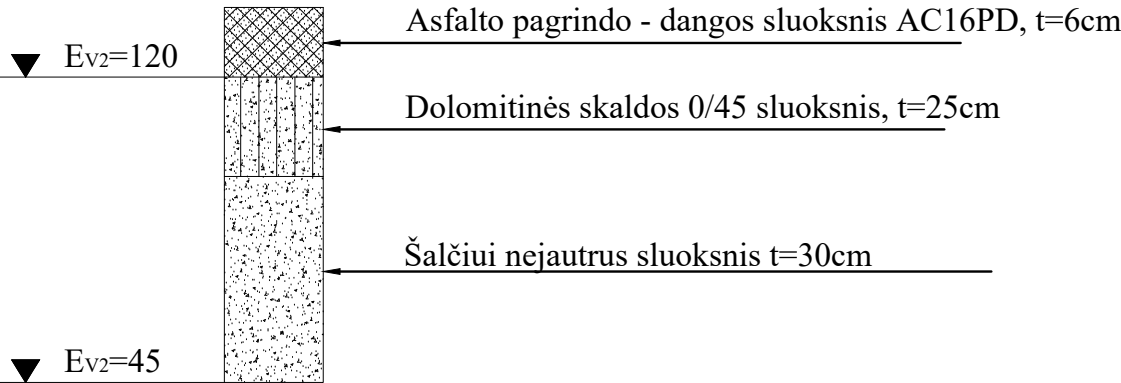 Asfalto pagrindo - dangos sluoksnis AC16PD, t=6cm
EV2=120
Dolomitinės skaldos 0/45 sluoksnis, t=25cm
Šalčiui nejautrus sluoksnis t=30cm
EV2=45